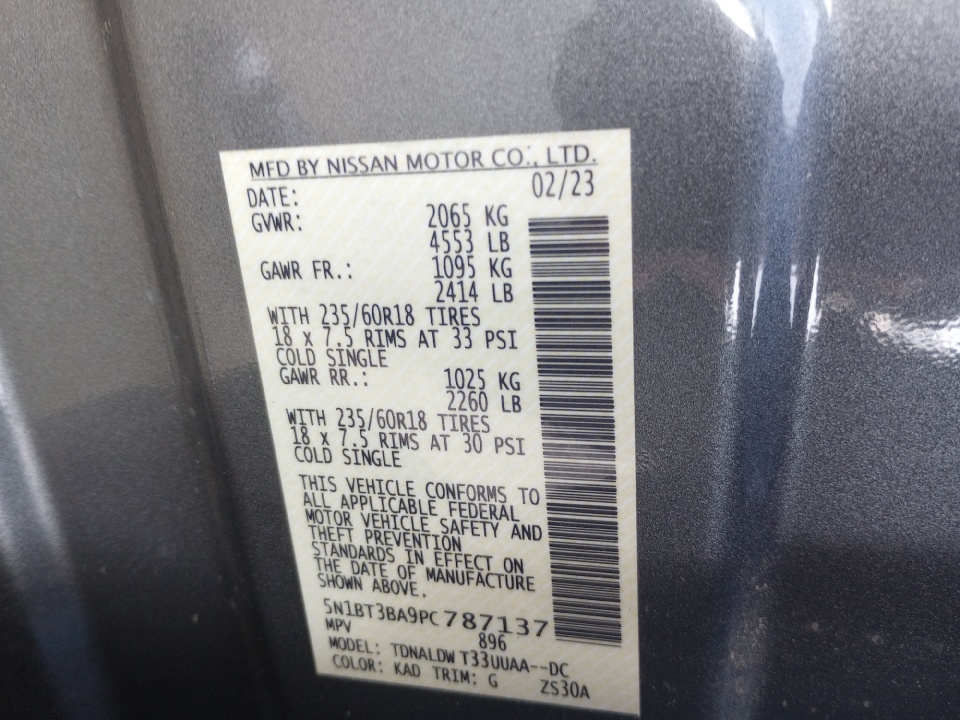 MFD BY NISSAN MOTOR CO., LTD.
DATE: 02/23
GVWR: 2065 KG
4553 LB
GAWR FR.: 1095 KG
2414 LB
WITH 235/60R18 TIRES
18 x 7.5 RIMS AT 33 PSI
COLD SINGLE
GAWR RR.: 1025 KG
2260 LB
WITH 235/60R18 TIRES
18 x 7.5 RIMS AT 30 PSI
COLD SINGLE
THIS VEHICLE CONFORMS TO
ALL APPLICABLE FEDERAL
MOTOR VEHICLE SAFETY AND
THEFT PREVENTION
STANDARDS IN EFFECT ON
THE DATE OF MANUFACTURE
SHOWN ABOVE.
5N1BT3BA9PC787137
MPV 896
MODEL: TDNALDW T33UUAA--DC
COLOR: KAD TRIM: G ZS30A